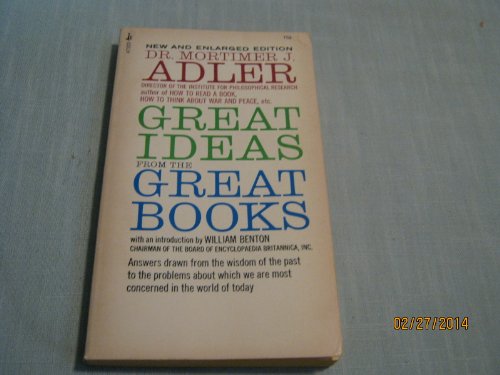 NEW AND ENLARGED EDITION
DR. MORTIMER J.
ADLER
DIRECTOR OF THE INSTITUTE FOR PHILOSOPHICAL RESEARCH
author of HOW TO READ A BOOK,
HOW TO THINK ABOUT WAR AND PEACE, etc.
GREAT
IDEAS
FROM THE
GREAT
BOOKS
with an introduction by WILLIAM BENTON
CHAIRMAN OF THE BOARD OF ENCYCLOPAEDIA BRITANNICA, INC.
Answers drawn from the wisdom of the past
to the problems about which we are most
concerned in the world of today
02/27/2014